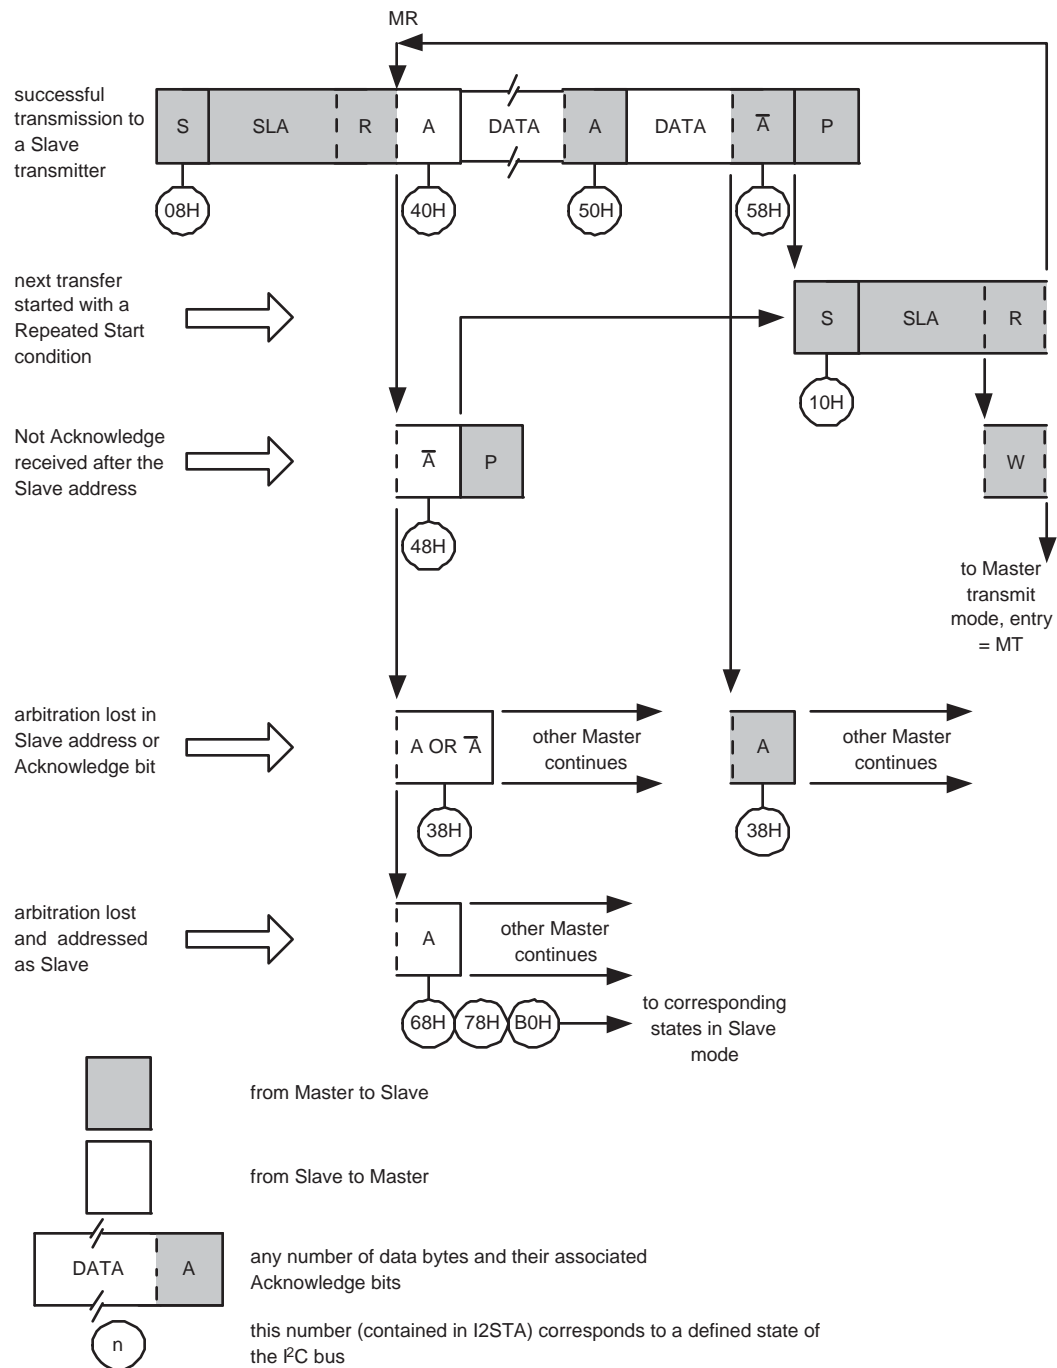 MR
successful
transmission to
a Slave
transmitter
S SLA R A DATA A DATA A̅ P
08H 40H 50H 58H
next transfer
started with a
Repeated Start
condition
S SLA R
10H
Not Acknowledge
received after the
Slave address
A̅ P
W
48H
to Master
transmit
mode, entry
= MT
arbitration lost in
Slave address or
Acknowledge bit
A OR A̅
other Master
continues
A
other Master
continues
38H 38H
arbitration lost
and addressed
as Slave
A
other Master
continues
68H 78H B0H
to corresponding
states in Slave
mode
from Master to Slave
from Slave to Master
DATA A
any number of data bytes and their associated
Acknowledge bits
n
this number (contained in I2STA) corresponds to a defined state of
the I²C bus